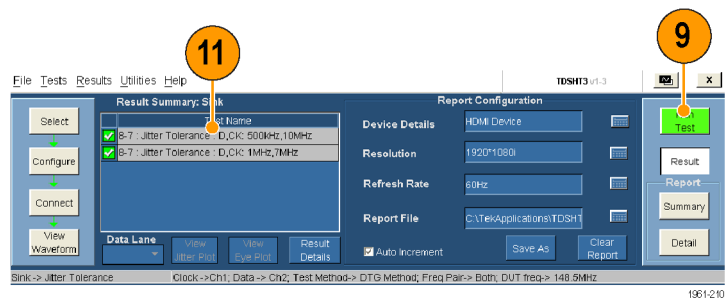 11
9
File Tests Results Utilities Help
TDSHT3 v1-3
x
Select
Configure
Connect
View
Waveform
Result Summary: Sink
Test Name
8-7 : Jitter Tolerance : D,CK: 500kHz,10MHz
8-7 : Jitter Tolerance : D,CK: 1MHz,7MHz
Data Lane
View
Jitter Plot
View
Eye Plot
Result
Details
Report Configuration
Device Details
HDMI Device
Resolution
1920*1080i
Refresh Rate
60Hz
Report File
C:\TekApplications\TDSHT
Auto Increment
Save As
Clear
Report
Test
Result
Report
Summary
Detail
Sink -> Jitter Tolerance
Clock->Ch1; Data -> Ch2; Test Method-> DTG Method; Freq Pair-> Both; DUT freq-> 148.5MHz
1961-210